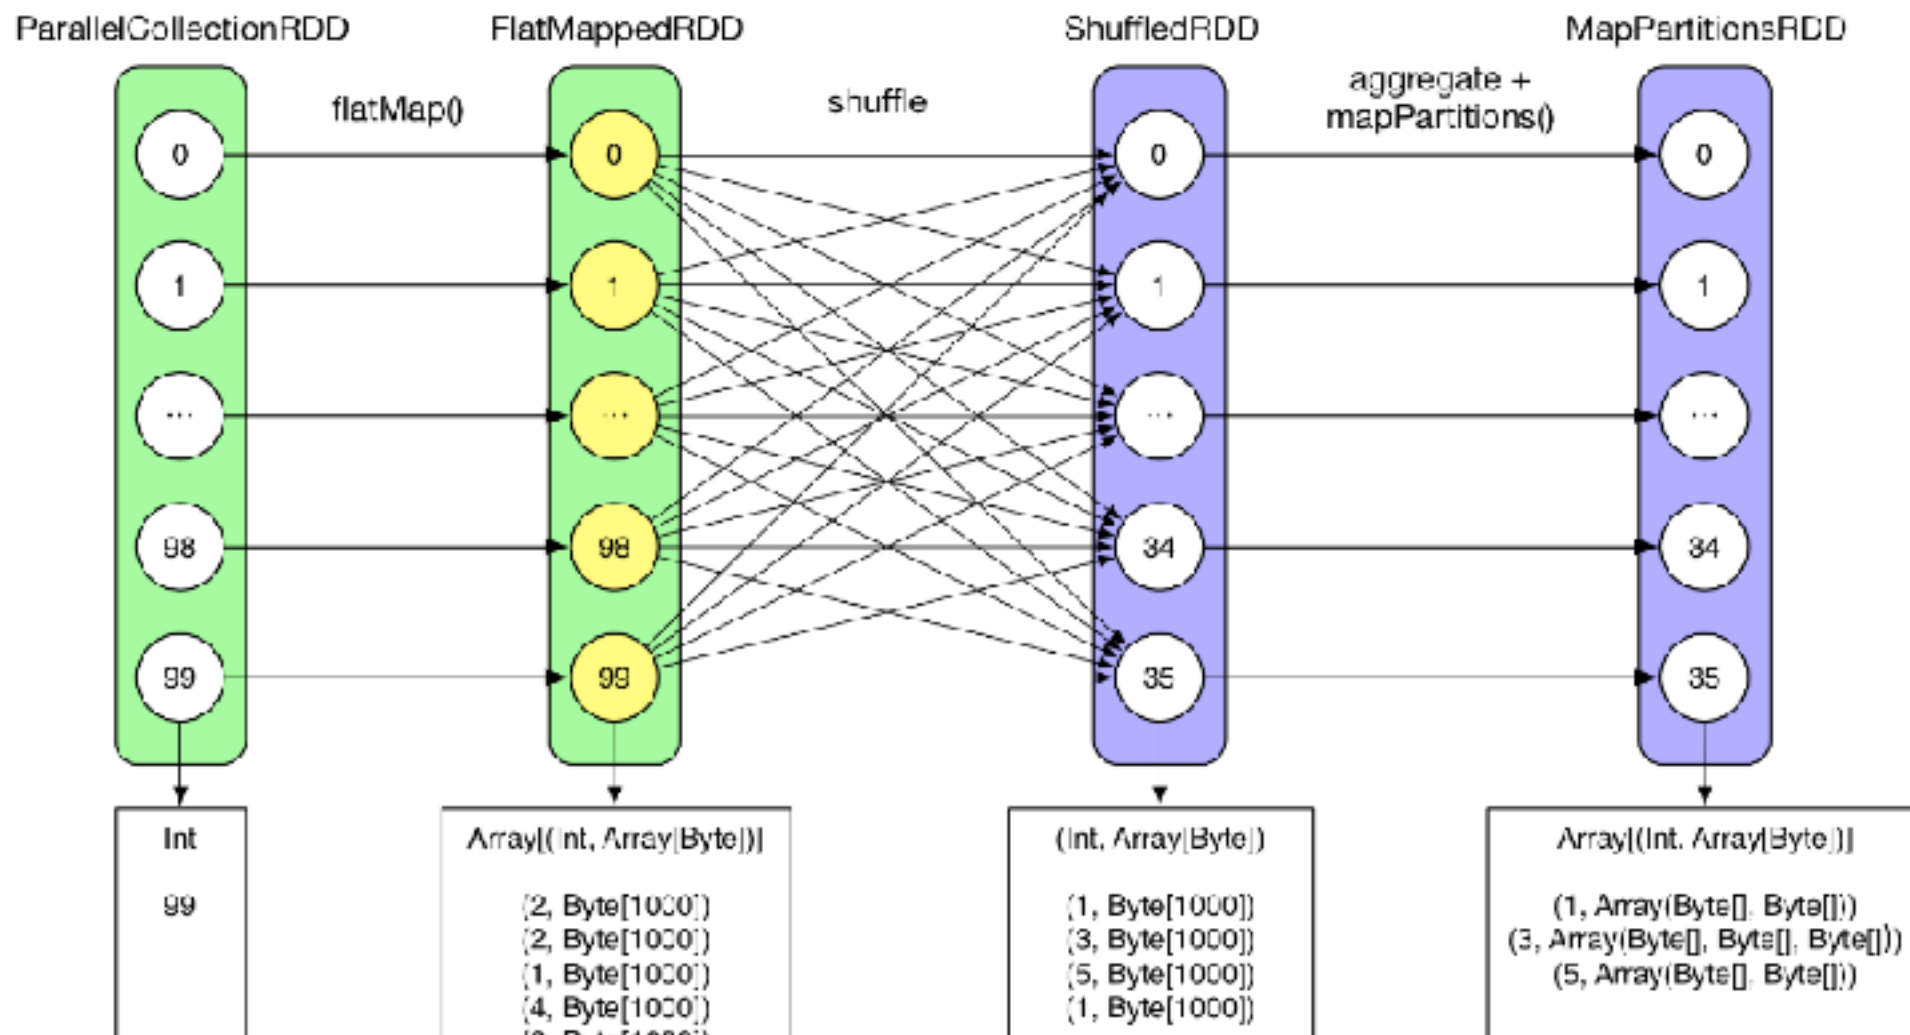 ParallelCollectionRDD
FlatMappedRDD
ShuffledRDD
MapPartitionsRDD
flatMap()
shuffle
aggregate +
mapPartitions()
0
0
0
0
1
1
1
1
...
...
...
...
98
98
34
34
99
99
35
35
Int
99
Array[(Int, Array[Byte])]
(2, Byte[1000])
(2, Byte[1000])
(1, Byte[1000])
(4, Byte[1000])
(Int, Array[Byte])
(1, Byte[1000])
(3, Byte[1000])
(5, Byte[1000])
(1, Byte[1000])
Array[(Int, Array[Byte])]
(1, Array(Byte[], Byte[]))
(3, Array(Byte[], Byte[], Byte[]))
(5, Array(Byte[], Byte[]))